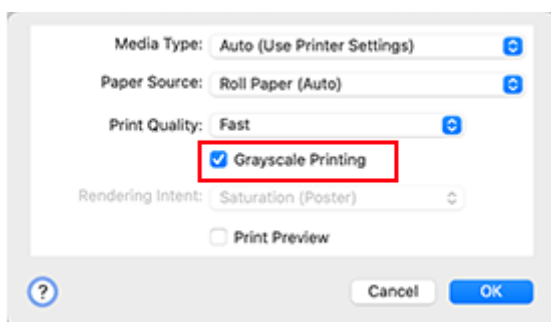 Media Type: Auto (Use Printer Settings)
Paper Source: Roll Paper (Auto)
Print Quality: Fast
Grayscale Printing
Rendering Intent: Saturation (Poster)
Print Preview
? Cancel OK